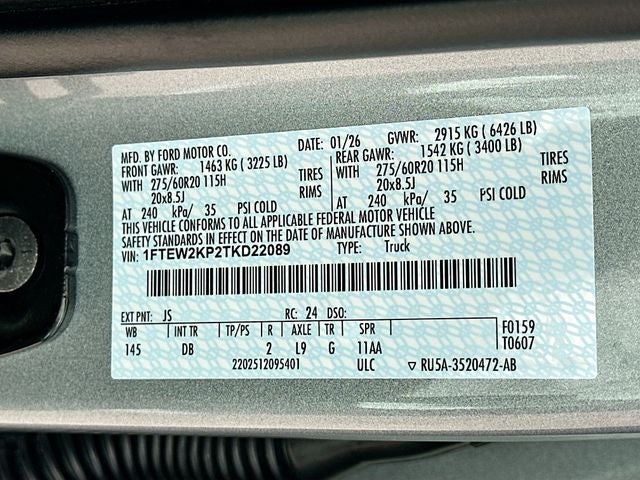 MFD. BY FORD MOTOR CO. DATE: 01/26 GVWR: 2915 KG ( 6426 LB)
FRONT GAWR: 1463 KG ( 3225 LB) REAR GAWR: 1542 KG ( 3400 LB)
WITH 275/60R20 115H TIRES WITH 275/60R20 115H TIRES
20x8.5J RIMS 20x8.5J RIMS
AT 240 kPa/ 35 PSI COLD AT 240 kPa/ 35 PSI COLD
THIS VEHICLE CONFORMS TO ALL APPLICABLE FEDERAL MOTOR VEHICLE
SAFETY STANDARDS IN EFFECT ON THE DATE OF MANUFACTURE SHOWN ABOVE.
VIN: 1FTEW2KP2TKD22089 TYPE: Truck
EXT PNT: JS RC: 24 DSO:
WB INT TR TP/PS R AXLE TR SPR F0159
145 DB 2 L9 G 11AA T0607
2202512095401 ULC ▽ RU5A-3520472-AB